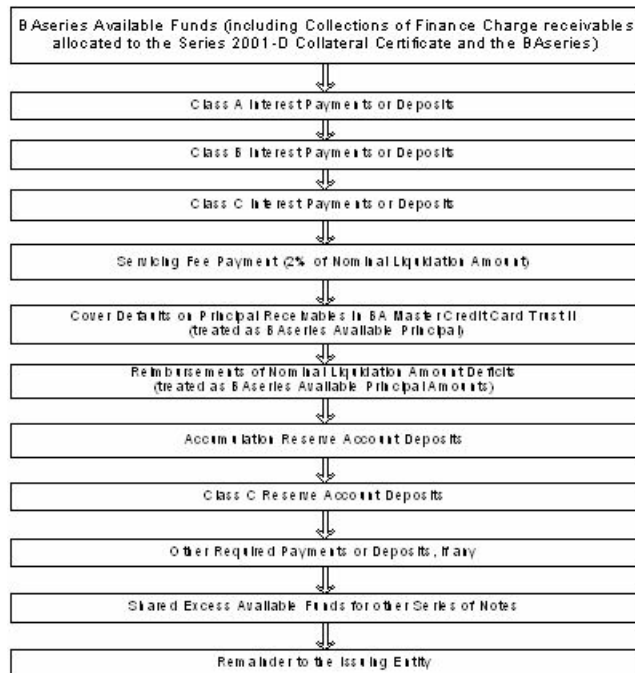 BAseries Available Funds (including Collections of Finance Charge receivables
allocated to the Series 2001-D Collateral Certificate and the BAseries)
Class A Interest Payments or Deposits
Class B Interest Payments or Deposits
Class C Interest Payments or Deposits
Servicing Fee Payment (2% of Nominal Liquidation Amount)
Cover Defaults on Principal Receivables in BA Master Credit Card Trust II
(treated as BAseries Available Principal)
Reimbursements of Nominal Liquidation Amount Deficits
(treated as BAseries Available Principal Amounts)
Accumulation Reserve Account Deposits
Class C Reserve Account Deposits
Other Required Payments or Deposits, if any
Shared Excess Available Funds for other Series of Notes
Remainder to the Issuing Entity